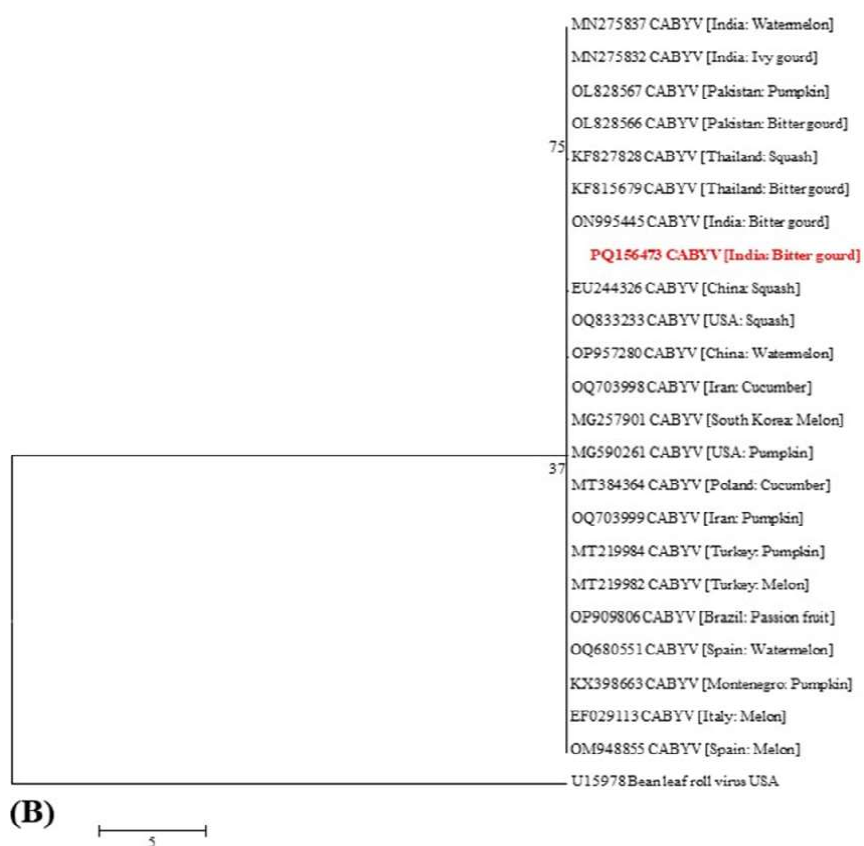 MN275837 CABYV [India: Watermelon]
MN275832 CABYV [India: Ivy gourd]
OL828567 CABYV [Pakistan: Pumpkin]
OL828566 CABYV [Pakistan: Bitter gourd]
75
KF827828 CABYV [Thailand: Squash]
KF815679 CABYV [Thailand: Bitter gourd]
ON995445 CABYV [India: Bitter gourd]
PQ156473 CABYV [India: Bitter gourd]
EU244326 CABYV [China: Squash]
OQ833233 CABYV [USA: Squash]
OP957280 CABYV [China: Watermelon]
OQ703998 CABYV [Iran: Cucumber]
MG257901 CABYV [South Korea: Melon]
MG590261 CABYV [USA: Pumpkin]
37
MT384364 CABYV [Poland: Cucumber]
OQ703999 CABYV [Iran: Pumpkin]
MT219984 CABYV [Turkey: Pumpkin]
MT219982 CABYV [Turkey: Melon]
OP909806 CABYV [Brazil: Passion fruit]
OQ680551 CABYV [Spain: Watermelon]
KX398663 CABYV [Montenegro: Pumpkin]
EF029113 CABYV [Italy: Melon]
OM948855 CABYV [Spain: Melon]
U15978 Bean leaf roll virus USA
(B)
5